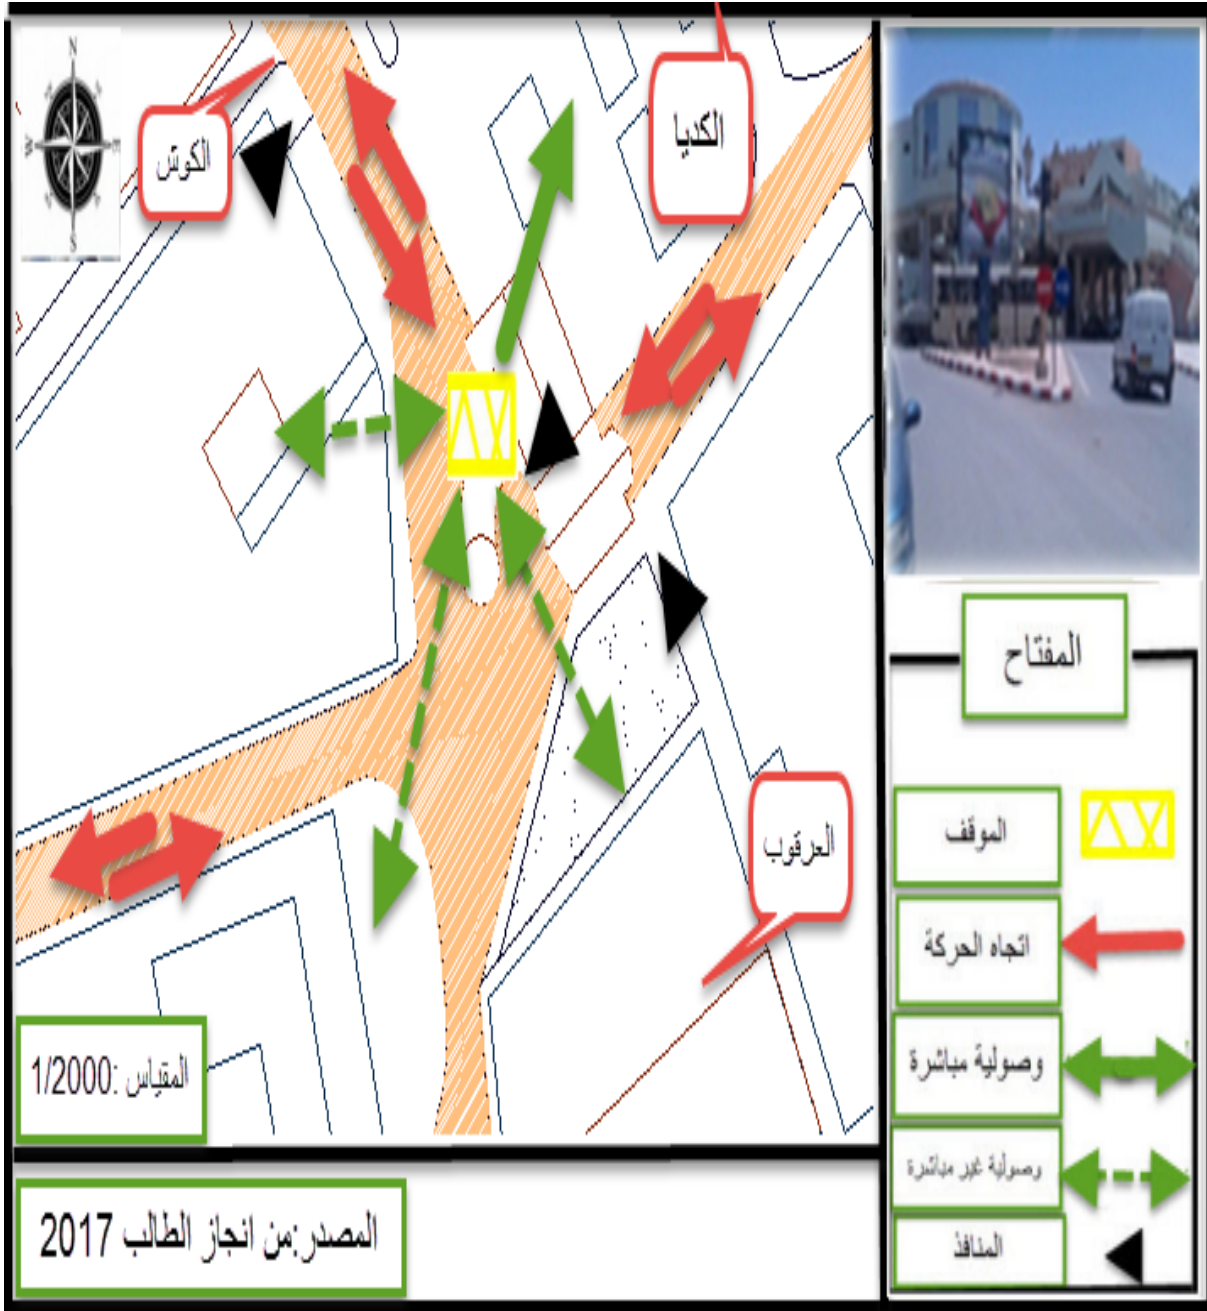 N
W
E
S
الكوش
الكديا
العرقوب
المقياس :1/2000
المصدر:من انجاز الطالب 2017
المفتاح
الموقف
اتجاه الحركة
وصولية مباشرة
وصولية غير مباشرة
المنافذ